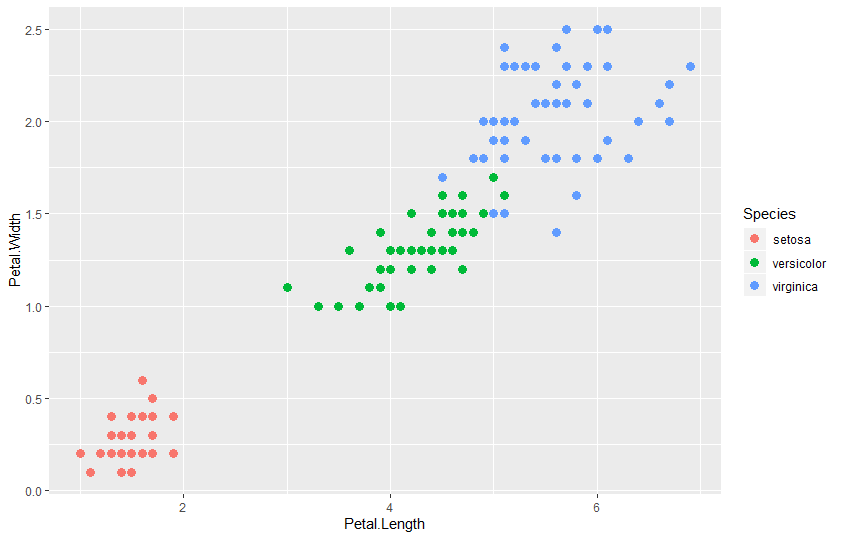 2.5
2.0
1.5
1.0
0.5
0.0
Petal.Width
2 4 6
Petal.Length
Species
setosa
versicolor
virginica